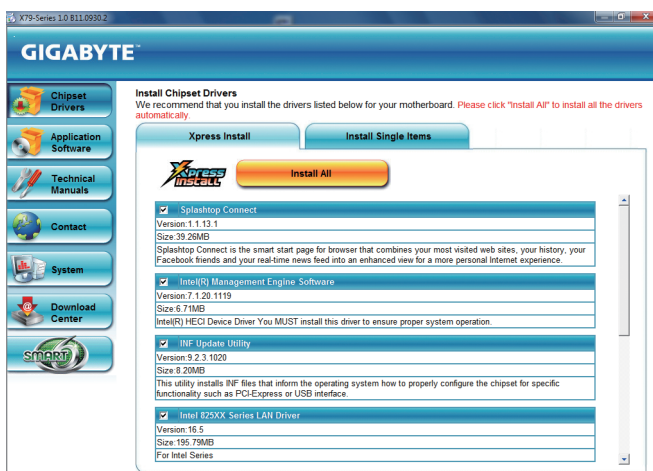 X79-Series 1.0 B11.0930.2
GIGABYTE™
Chipset
Drivers
Application
Software
Technical
Manuals
Contact
System
Download
Center
SMART 6
Install Chipset Drivers
We recommend that you install the drivers listed below for your motherboard. Please click "Install All" to install all the drivers
automatically.
Xpress Install
Install Single Items
Xpress
INSTALL
Install All
Splashtop Connect
Version:1.1.13.1
Size:39.26MB
Splashtop Connect is the smart start page for browser that combines your most visited web sites, your history, your
Facebook friends and your real-time news feed into an enhanced view for a more personal Internet experience.
Intel(R) Management Engine Software
Version:7.1.20.1119
Size:6.71MB
Intel(R) HECI Device Driver You MUST install this driver to ensure proper system operation.
INF Update Utility
Version:9.2.3.1020
Size:8.20MB
This utility installs INF files that inform the operating system how to properly configure the chipset for specific
functionality such as PCI-Express or USB interface.
Intel 825XX Series LAN Driver
Version:16.5
Size:195.79MB
For Intel Series